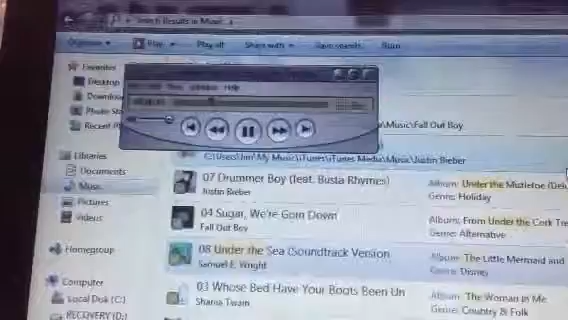 Search Results in Music
Organize
Play
Play all
Share with
Burn
Help
Favorites
Desktop
Music\Fall Out Boy
C:\Users\Jim\My Music\iTunes\iTunes Media\Music\Justin Bieber
Libraries
Documents
Music
Pictures
Videos
Homegroup
Computer
Local Disk (C:)
RECOVERY (D:)
07 Drummer Boy (feat. Busta Rhymes)
Justin Bieber
Album: Under the Mistletoe (Delu
Genre: Holiday
04 Sugar, We're Goin Down
Fall Out Boy
Album: From Under the Cork Tre
Genre: Alternative
08 Under the Sea (Soundtrack Version
Samuel E. Wright
Album: The Little Mermaid and
Genre: Disney
03 Whose Bed Have Your Boots Been Un
Shania Twain
Album: The Woman in Me
Genre: Country & Folk